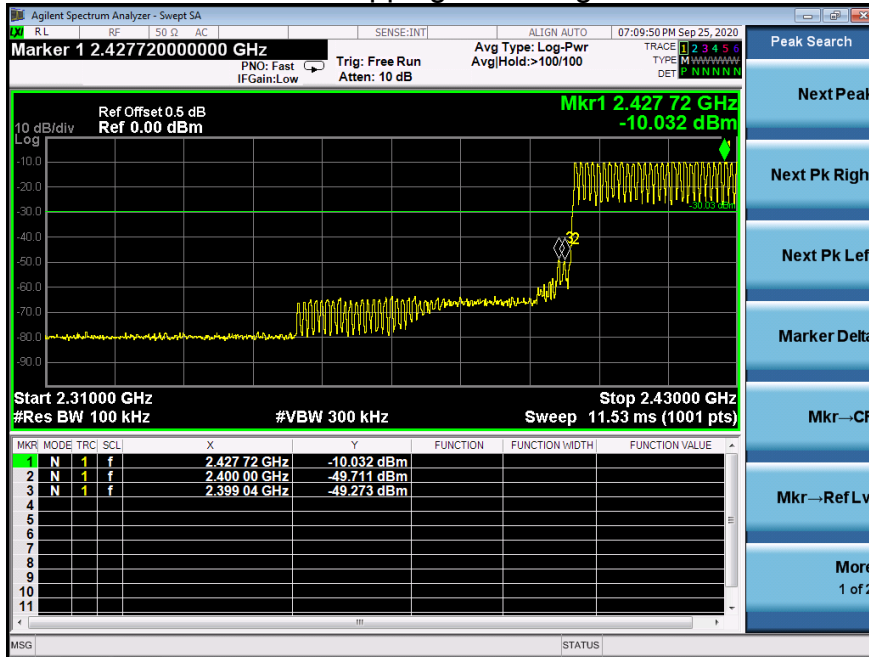 Agilent Spectrum Analyzer - Swept SA
LXI RL RF 50 Ω AC SENSE:INT ALIGN AUTO 07:09:50 PM Sep 25, 2020
Marker 1 2.427720000000 GHz
PNO: Fast
IFGain:Low
Trig: Free Run
Atten: 10 dB
Avg Type: Log-Pwr
Avg|Hold:>100/100
TRACE 1 2 3 4 5 6
TYPE M WWWWW
DET P N N N N N
Peak Search
Mkr1 2.427 72 GHz
-10.032 dBm
Ref Offset 0.5 dB
10 dB/div Ref 0.00 dBm
Log
-10.0
-20.0
-30.0
-30.03 dBm
-40.0
32
-50.0
-60.0
-70.0
-80.0
-90.0
Start 2.31000 GHz Stop 2.43000 GHz
#Res BW 100 kHz #VBW 300 kHz Sweep 11.53 ms (1001 pts)
MKR MODE TRC SCL X Y FUNCTION FUNCTION WIDTH FUNCTION VALUE
1 N 1 f 2.427 72 GHz -10.032 dBm
2 N 1 f 2.400 00 GHz -49.711 dBm
3 N 1 f 2.399 04 GHz -49.273 dBm
4
5
6
7
8
9
10
11
MSG STATUS
Next Peak
Next Pk Righ
Next Pk Lef
Marker Delta
Mkr→CF
Mkr→Ref Lv
More
1 of 2